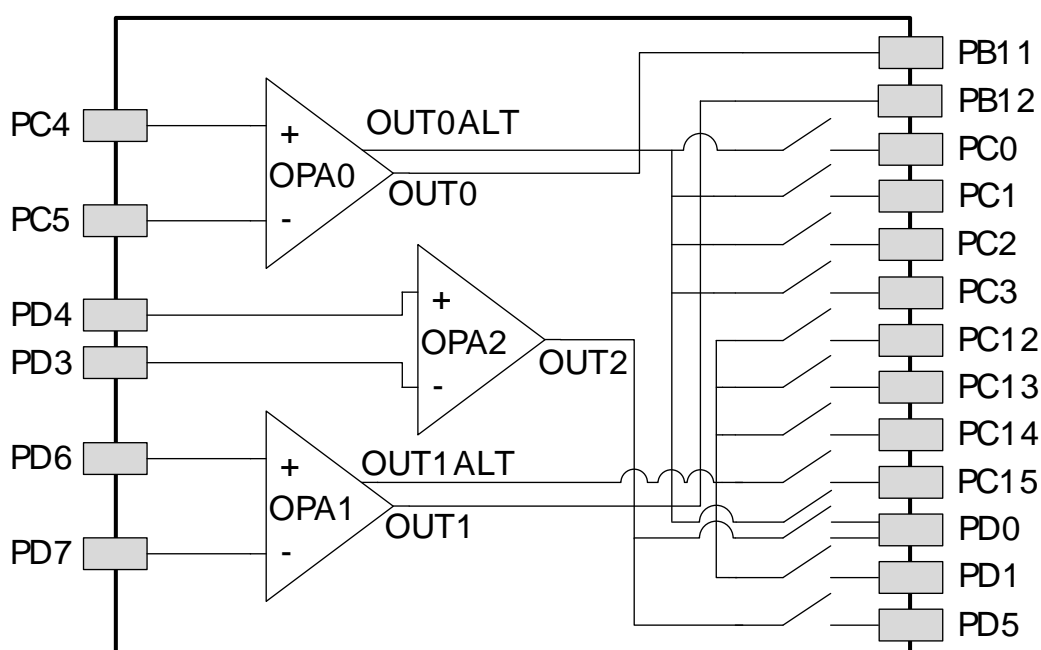 PB11
PB12
PC4
+
OUT0ALT
PC0
OPA0
OUT0
PC1
PC5
-
PC2
PC3
PD4
+
PC12
OPA2
OUT2
PD3
-
PC13
PC14
PD6
+
OUT1ALT
PC15
OPA1
OUT1
PD0
PD7
-
PD1
PD5